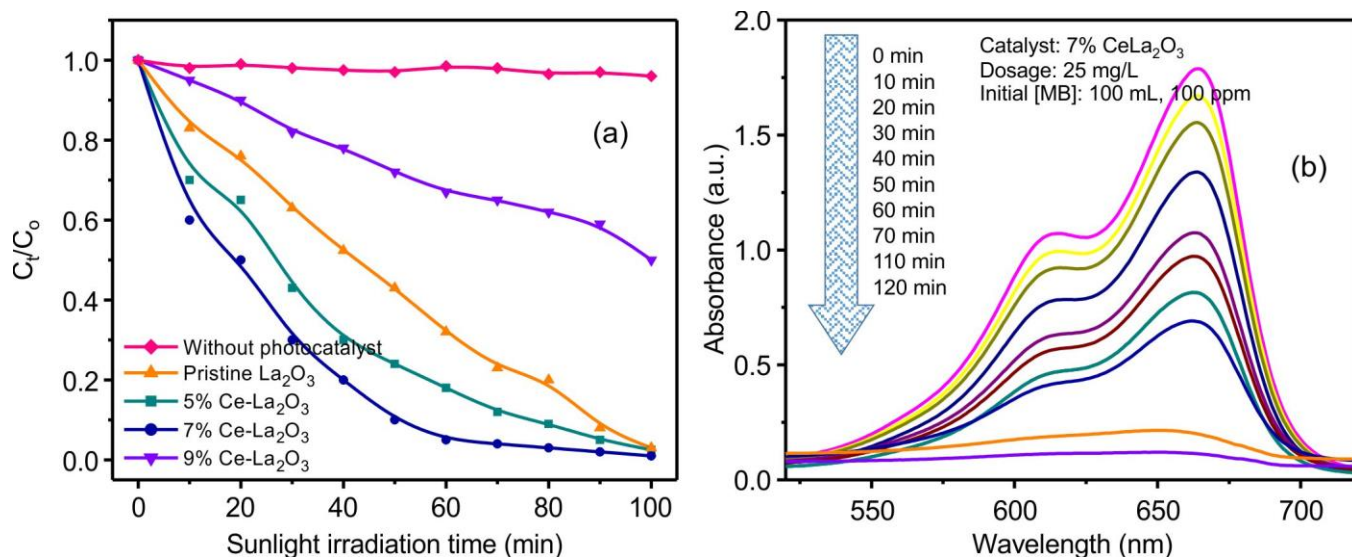 1.0
0.8
0.6
0.4
0.2
0.0
Cₜ/Cₒ
(a)
Without photocatalyst
Pristine La₂O₃
5% Ce-La₂O₃
7% Ce-La₂O₃
9% Ce-La₂O₃
0 20 40 60 80 100
Sunlight irradiation time (min)
2.0
1.5
1.0
0.5
0.0
Absorbance (a.u.)
0 min
10 min
20 min
30 min
40 min
50 min
60 min
70 min
110 min
120 min
Catalyst: 7% CeLa₂O₃
Dosage: 25 mg/L
Initial [MB]: 100 mL, 100 ppm
(b)
550 600 650 700
Wavelength (nm)